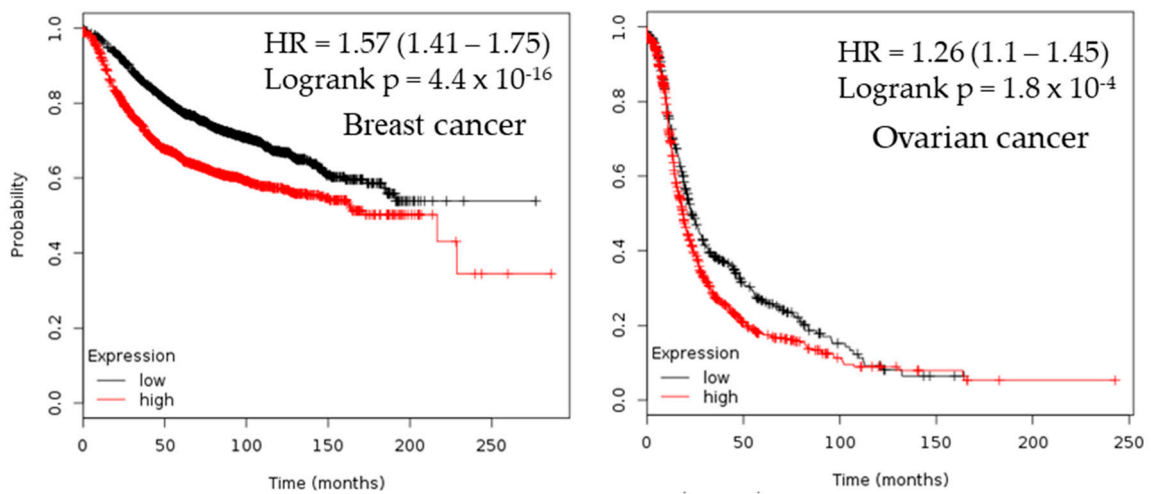 HR = 1.57 (1.41 – 1.75)
Logrank p = 4.4 x 10-16
Breast cancer
Probability
1.0
0.8
0.6
0.4
0.2
0.0
Expression
low
high
0 50 100 150 200 250
Time (months)
HR = 1.26 (1.1 – 1.45)
Logrank p = 1.8 x 10-4
Ovarian cancer
1.0
0.8
0.6
0.4
0.2
0.0
Expression
low
high
0 50 100 150 200 250
Time (months)